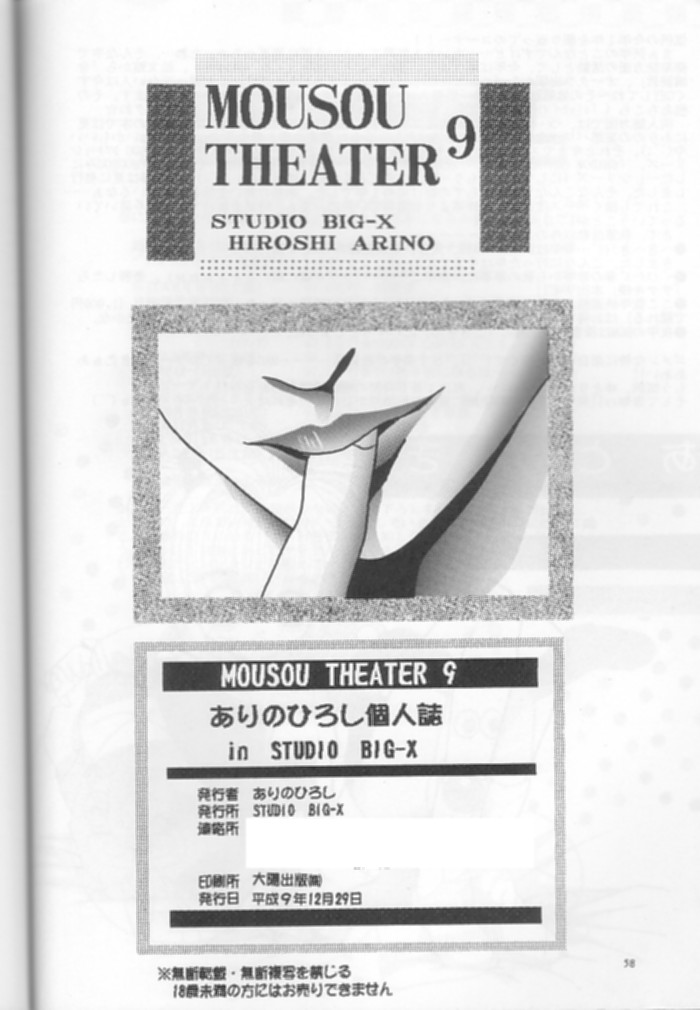 MOUSOU
THEATER 9
STUDIO BIG-X
HIROSHI ARINO
MOUSOU THEATER 9
ありのひろし個人誌
in STUDIO BIG-X
発行者 ありのひろし
発行所 STUDIO BIG-X
連絡所
印刷所 大陽出版㈱
発行日 平成9年12月29日
※無断転載・無断複写を禁じる
18歳未満の方にはお売りできません
58